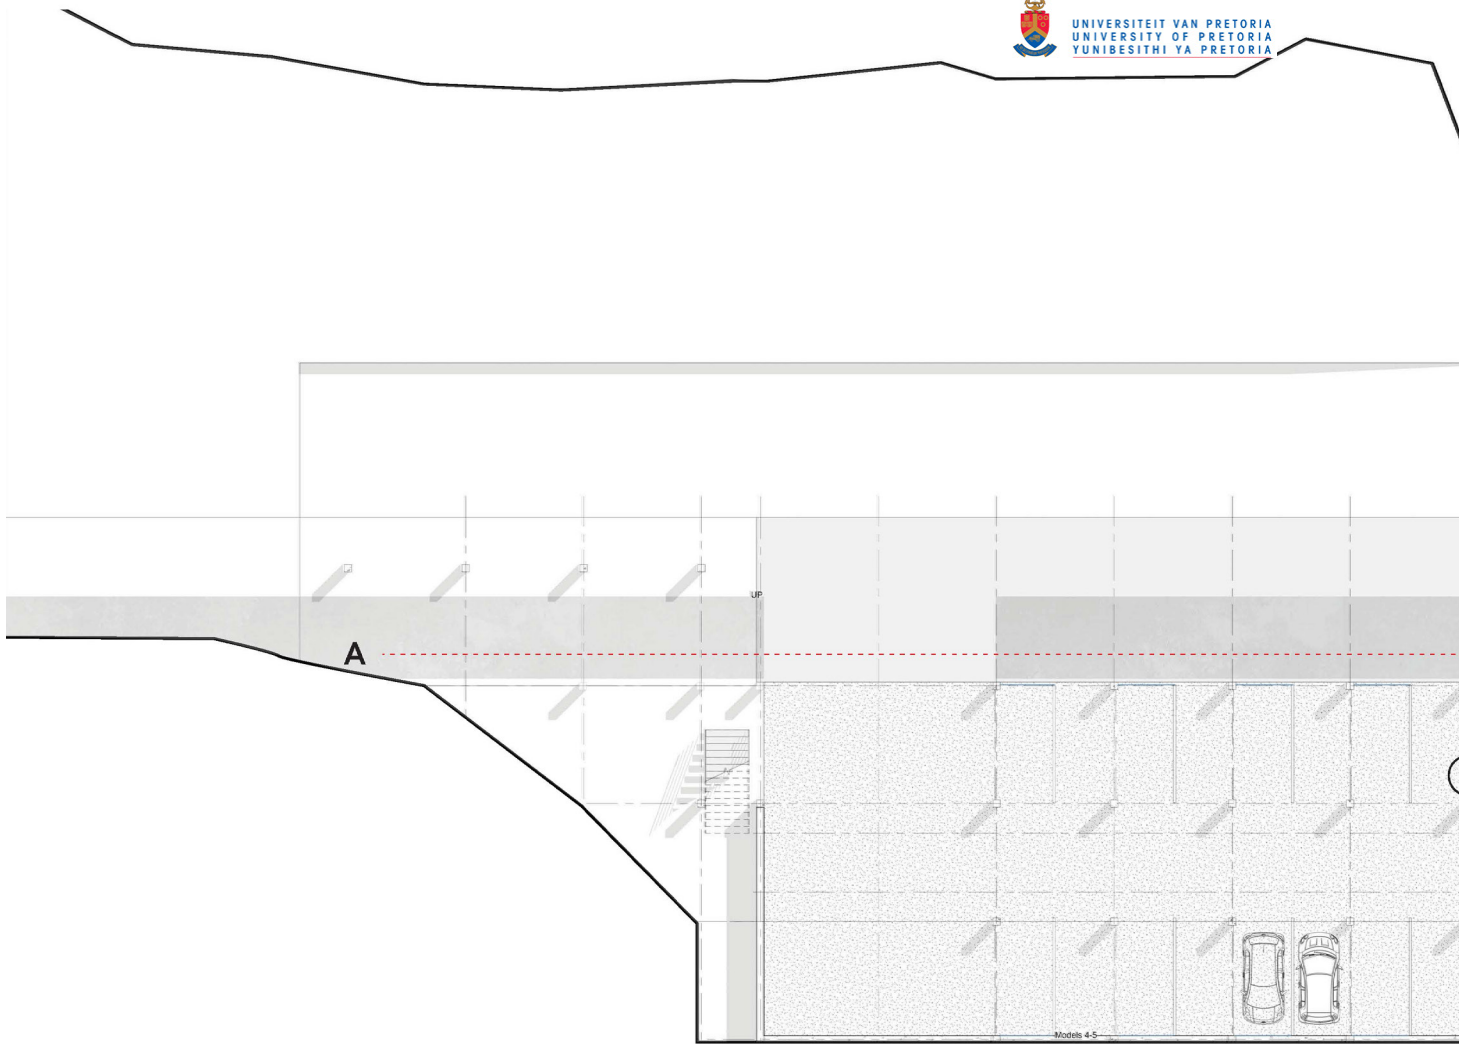 UNIVERSITEIT VAN PRETORIA
UNIVERSITY OF PRETORIA
YUNIBESITHI YA PRETORIA
UP
A
Models 4-5